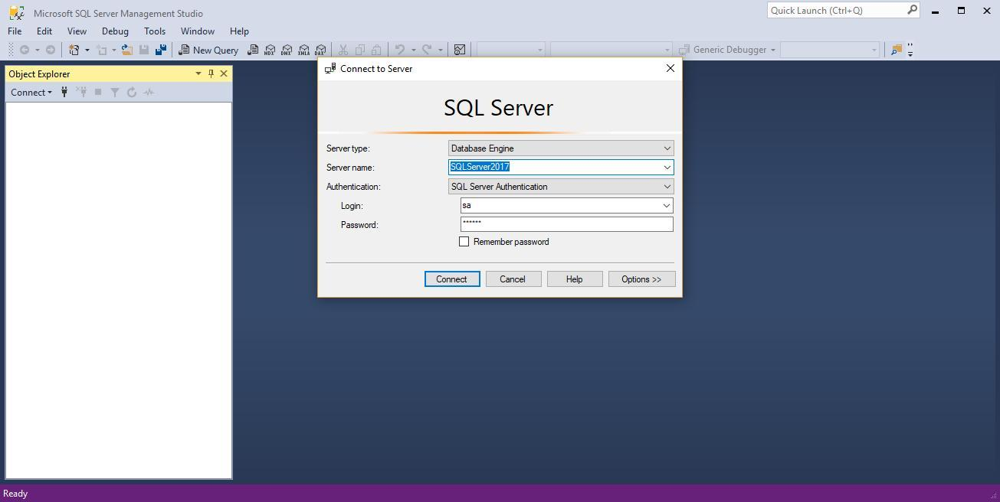 Microsoft SQL Server Management Studio
Quick Launch (Ctrl+Q)
File Edit View Debug Tools Window Help
New Query MDX DMX XMLA DAX Generic Debugger
Object Explorer
Connect
Connect to Server
SQL Server
Server type: Database Engine
Server name: SQLServer2017
Authentication: SQL Server Authentication
Login: sa
Password: ******
Remember password
Connect Cancel Help Options >>
Ready